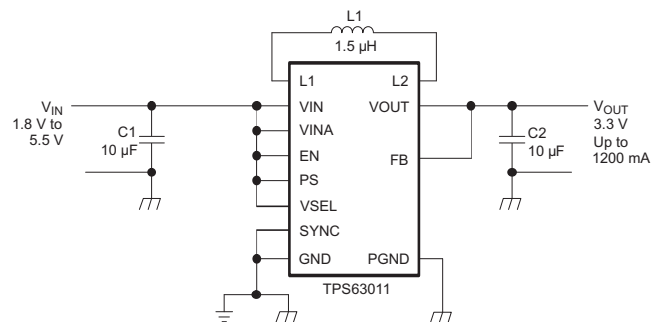 L1
1.5 µH
L1
L2
VIN
1.8 V to
5.5 V
C1
10 µF
VIN
VINA
EN
PS
VSEL
SYNC
GND
VOUT
FB
PGND
C2
10 µF
VOUT
3.3 V
Up to
1200 mA
TPS63011